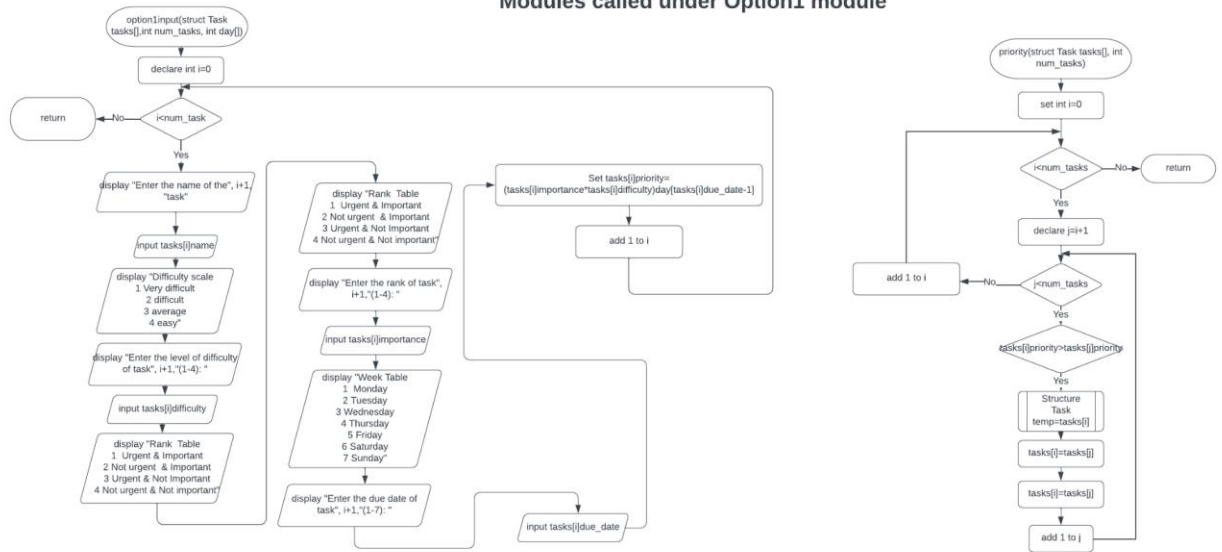 Modules called under Option1 module
option1input(struct Task
tasks[],int num_tasks, int day[])
declare int i=0
i<num_task
No
return
Yes
display "Enter the name of the", i+1,
"task"
input tasks[i]name
display "Difficulty scale
1 Very difficult
2 difficult
3 average
4 easy"
display "Enter the level of difficulty
of task", i+1,"(1-4): "
input tasks[i]difficulty
display "Rank Table
1 Urgent & Important
2 Not urgent & Important
3 Urgent & Not Important
4 Not urgent & Not important"
display "Rank Table
1 Urgent & Important
2 Not urgent & Important
3 Urgent & Not Important
4 Not urgent & Not important"
display "Enter the rank of task",
i+1,"(1-4): "
input tasks[i]importance
display "Week Table
1 Monday
2 Tuesday
3 Wednesday
4 Thursday
5 Friday
6 Saturday
7 Sunday"
display "Enter the due date of
task", i+1,"(1-7): "
input tasks[i]due_date
Set tasks[i]priority=
(tasks[i]importance*tasks[i]difficulty)day[tasks[i]due_date-1]
add 1 to i
priority(struct Task tasks[], int
num_tasks)
set int i=0
i<num_tasks
No
return
Yes
declare j=i+1
j<num_tasks
No
add 1 to i
Yes
tasks[i]priority>tasks[j]priority
Yes
Structure
Task
temp=tasks[i]
tasks[i]=tasks[j]
tasks[i]=tasks[j]
add 1 to j